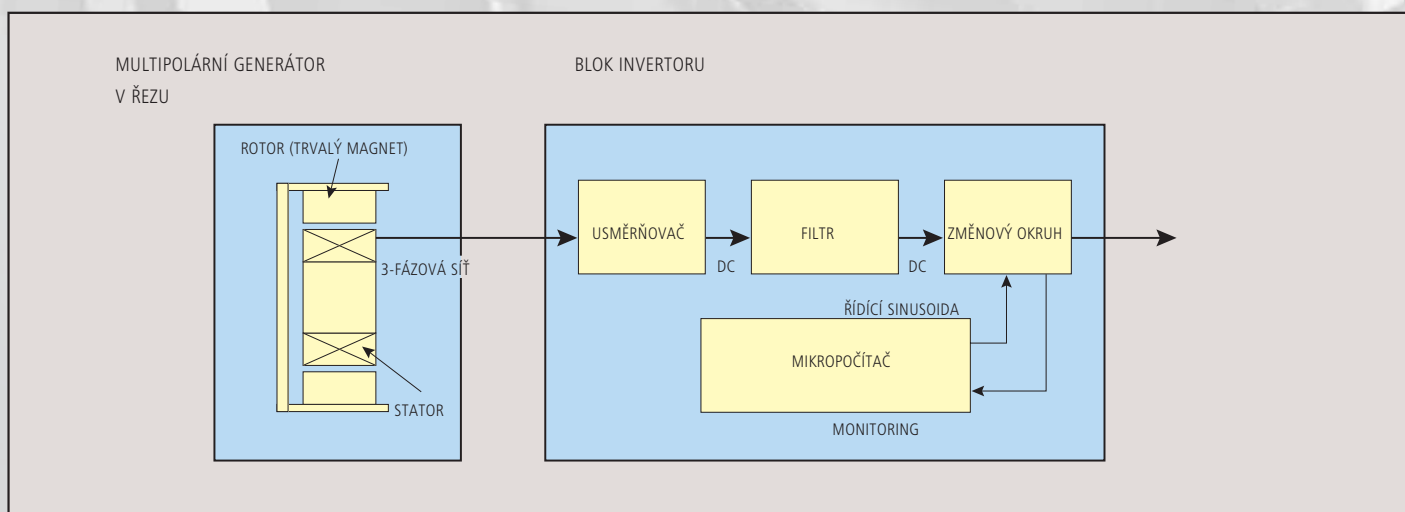 MULTIPOLÁRNÍ GENERÁTOR
V ŘEZU
BLOK INVERTORU
ROTOR (TRVALÝ MAGNET)
3-FÁZOVÁ SÍŤ
STATOR
USMĚRŇOVAČ
DC
FILTR
DC
ZMĚNOVÝ OKRUH
ŘÍDÍCÍ SINUSOIDA
MIKROPOČÍTAČ
MONITORING